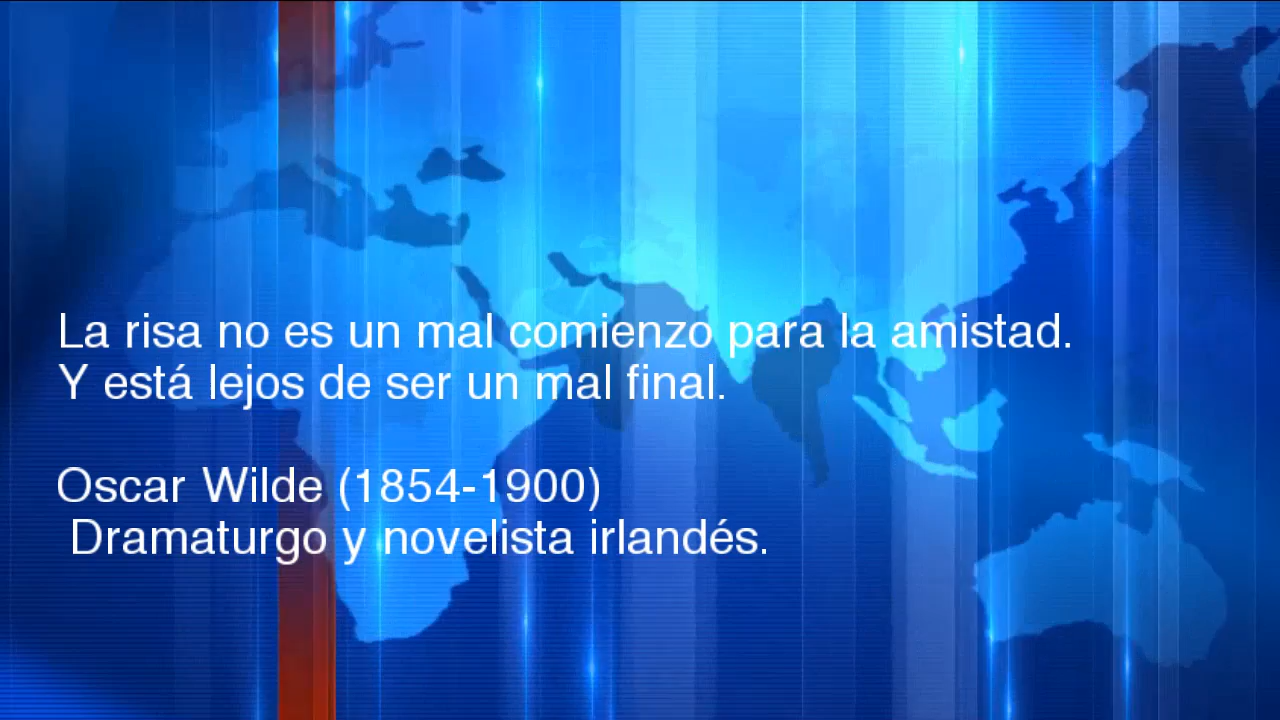 La risa no es un mal comienzo para la amistad.
Y está lejos de ser un mal final.
Oscar Wilde (1854-1900)
Dramaturgo y novelista irlandés.